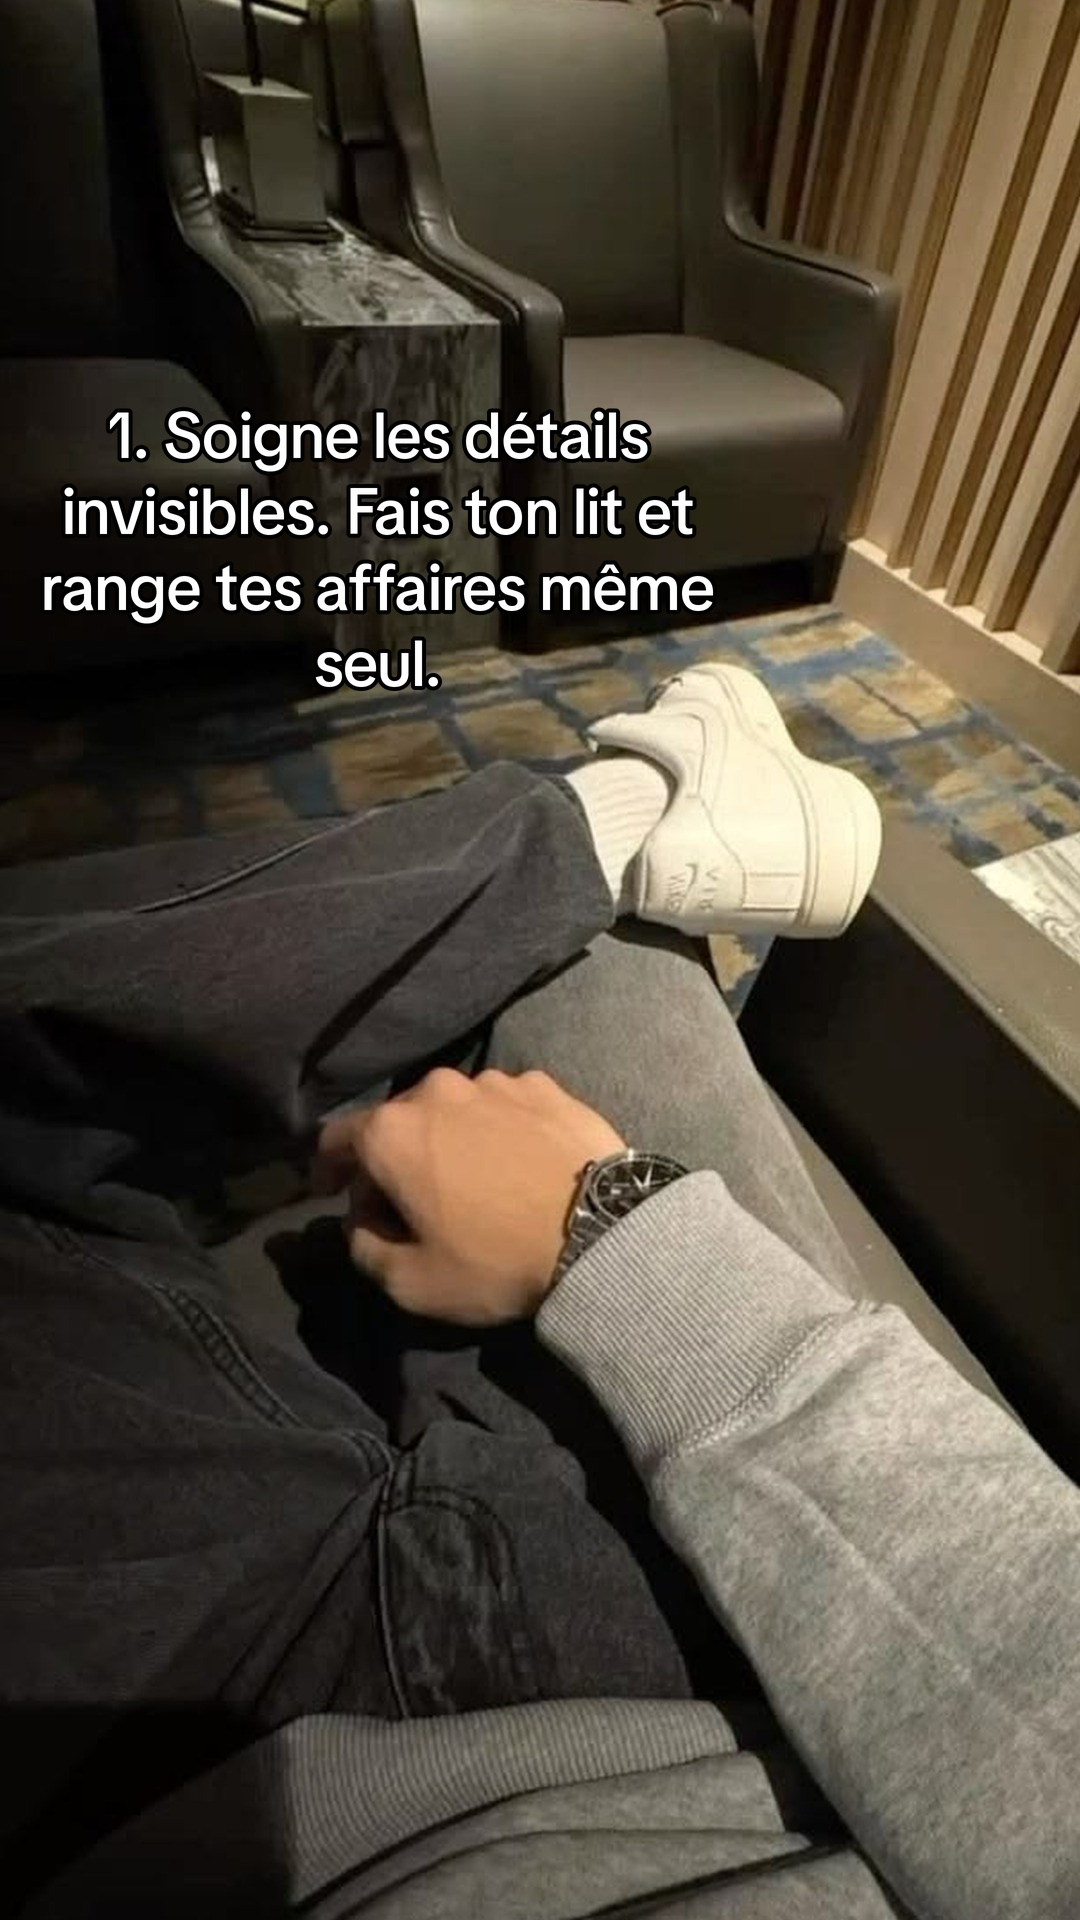 1. Soigne les détails
invisibles. Fais ton lit et
range tes affaires même
seul.